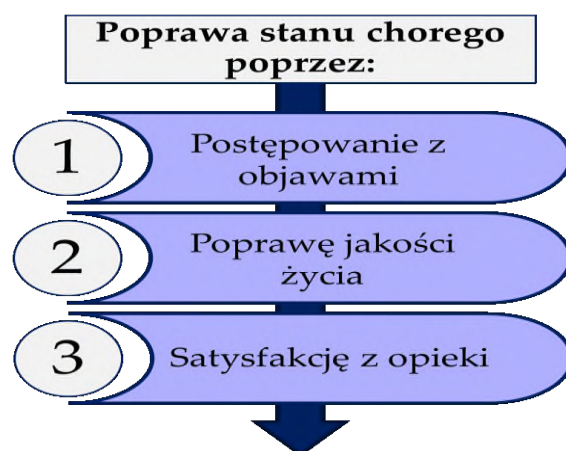 Poprawa stanu chorego
poprzez:
1
Postępowanie z
objawami
2
Poprawę jakości
życia
3
Satysfakcję z opieki